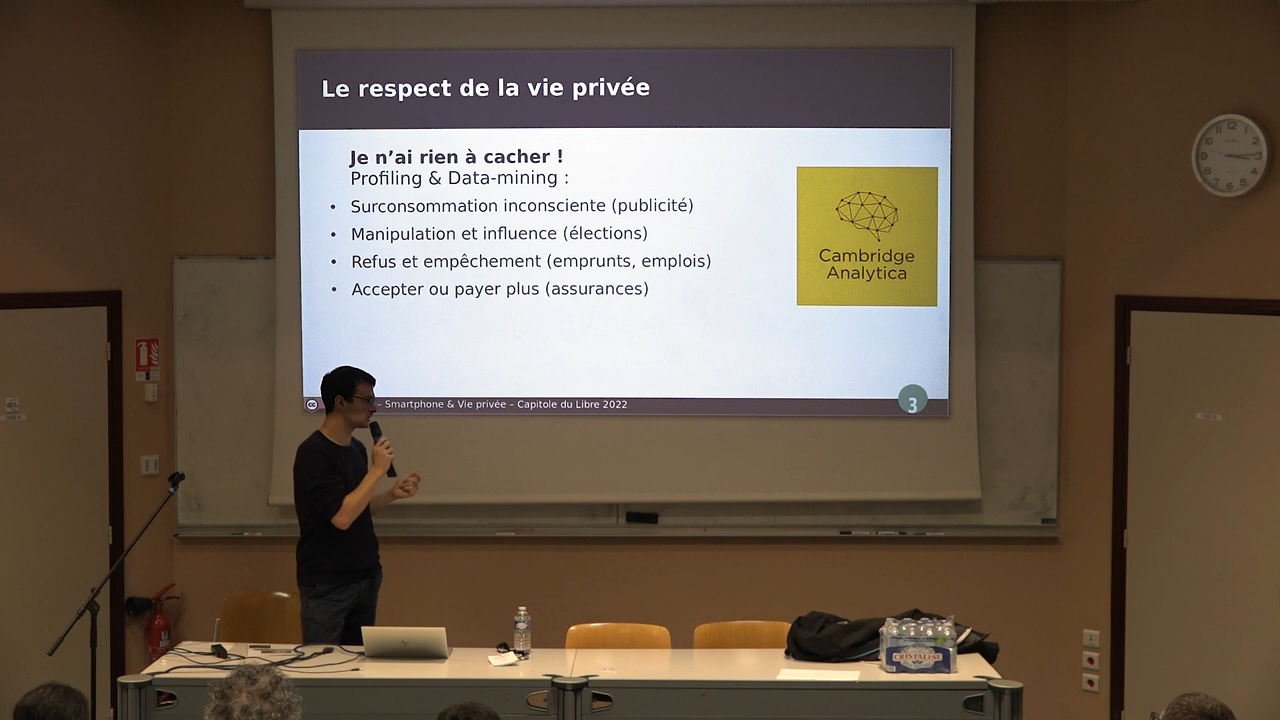 Le respect de la vie privée
Je n’ai rien à cacher !
Profiling & Data-mining :
• Surconsommation inconsciente (publicité)
• Manipulation et influence (élections)
• Refus et empêchement (emprunts, emplois)
• Accepter ou payer plus (assurances)
Cambridge
Analytica
cc
– Smartphone & Vie privée – Capitole du Libre 2022
3
CRISTALINE